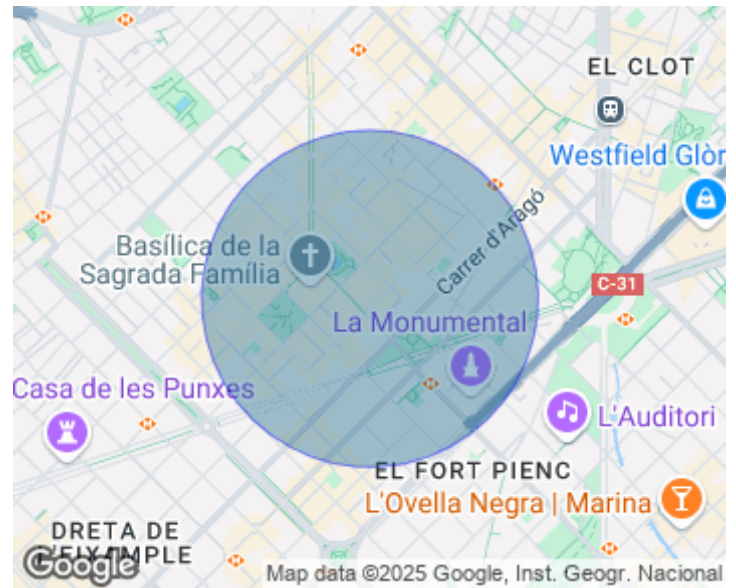 EL CLOT
Westfield Glòr
Basílica de la
Sagrada Família
Carrer d'Aragó
C-31
La Monumental
Casa de les Punxes
L'Auditori
EL FORT PIENC
L'Ovella Negra | Marina
DRETA DE
L'EIXAMPLE
Google
Map data ©2025 Google, Inst. Geogr. Nacional